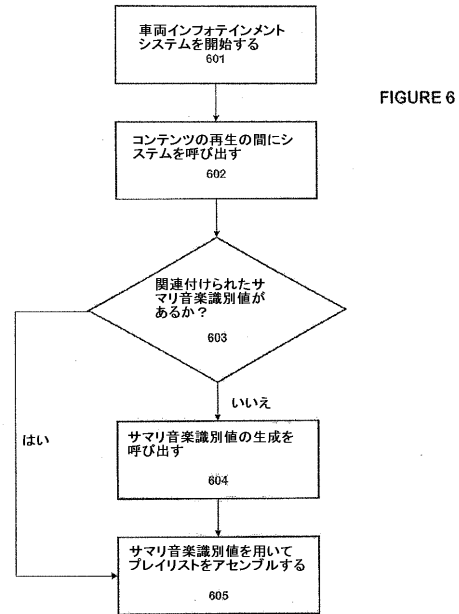 車両インフォテインメント
システムを開始する
601
FIGURE 6
コンテンツの再生の間にシ
ステムを呼び出す
602
関連付けられたサ
マリ音楽識別値が
あるか？
603
いいえ
はい
サマリ音楽識別値の生成を
呼び出す
604
サマリ音楽識別値を用いて
プレイリストをアセンブルする
605